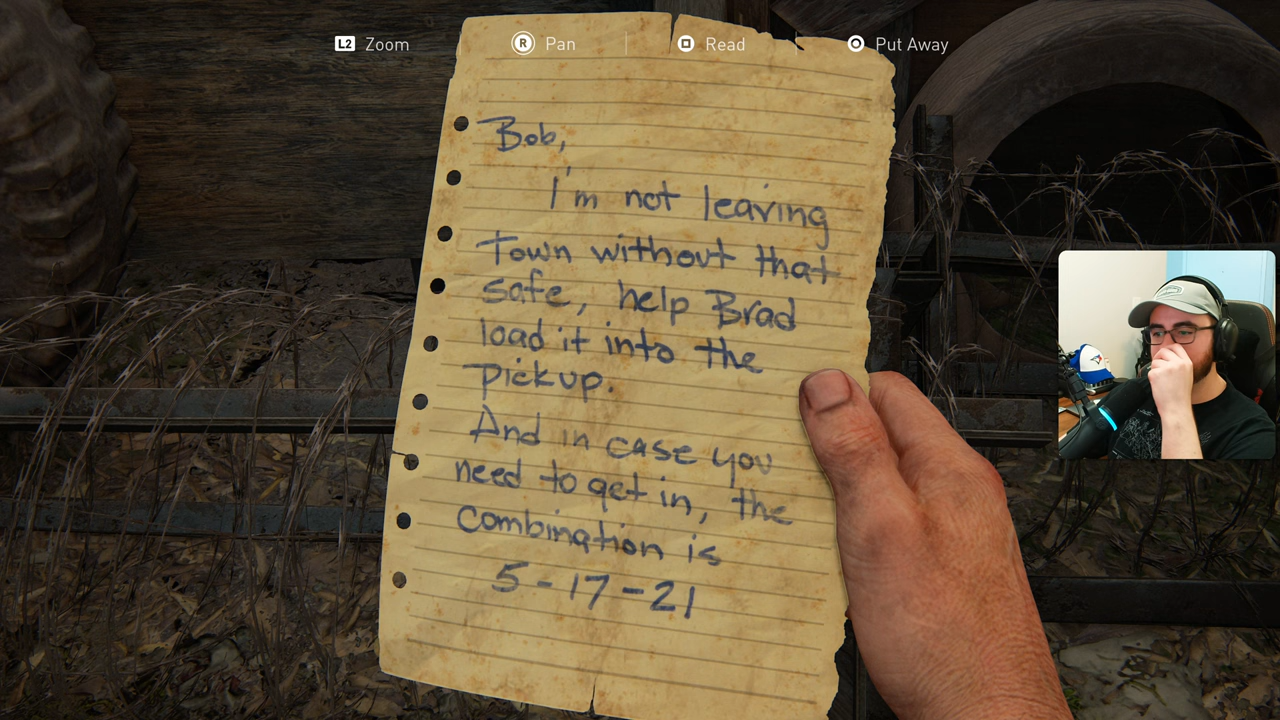 L2 Zoom R Pan Read Put Away
Bob,
I'm not leaving
Town without that
safe, help Brad
load it into the
pickup.
And in case you
need to get in, the
combination is
5-17-21